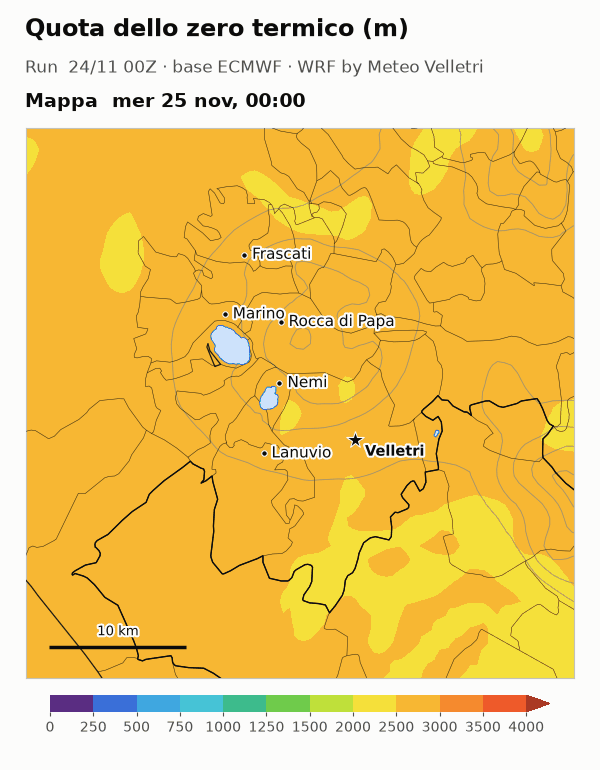 Quota dello zero termico (m)
Run  24/11 00Z · base ECMWF · WRF by Meteo Velletri
Mappa  mer 25 nov, 00:00
Frascati
Marino
Rocca di Papa
Nemi
Velletri
Lanuvio
10 km
0 250 500 750 1000 1250 1500 2000 2500 3000 3500 4000